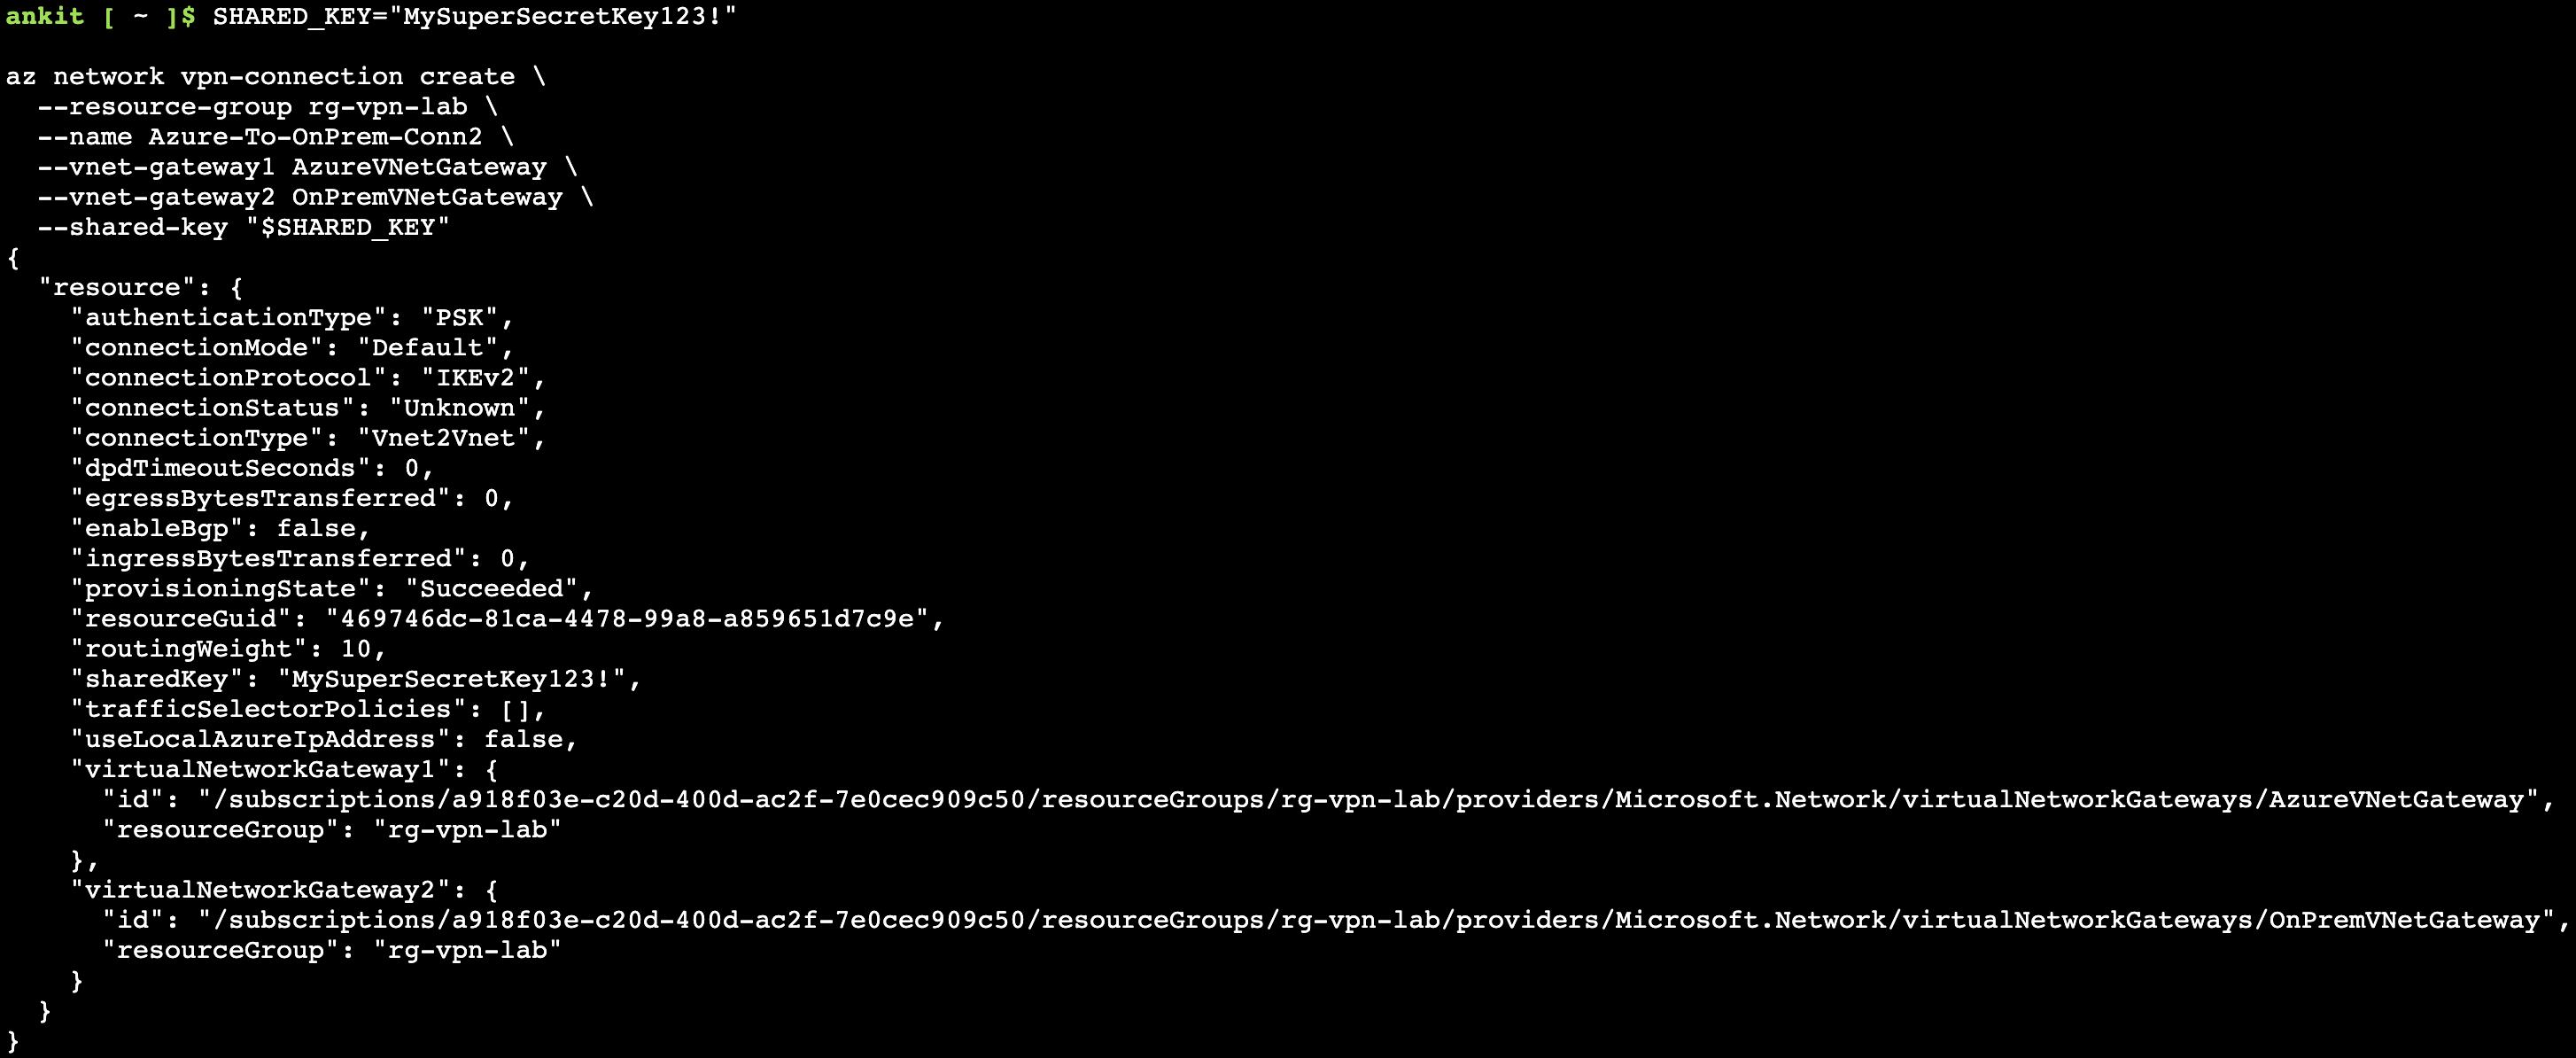 ankit [ ~ ]$ SHARED_KEY="MySuperSecretKey123!"

az network vpn-connection create \
  --resource-group rg-vpn-lab \
  --name Azure-To-OnPrem-Conn2 \
  --vnet-gateway1 AzureVNetGateway \
  --vnet-gateway2 OnPremVNetGateway \
  --shared-key "$SHARED_KEY"
{
  "resource": {
    "authenticationType": "PSK",
    "connectionMode": "Default",
    "connectionProtocol": "IKEv2",
    "connectionStatus": "Unknown",
    "connectionType": "Vnet2Vnet",
    "dpdTimeoutSeconds": 0,
    "egressBytesTransferred": 0,
    "enableBgp": false,
    "ingressBytesTransferred": 0,
    "provisioningState": "Succeeded",
    "resourceGuid": "469746dc-81ca-4478-99a8-a859651d7c9e",
    "routingWeight": 10,
    "sharedKey": "MySuperSecretKey123!",
    "trafficSelectorPolicies": [],
    "useLocalAzureIpAddress": false,
    "virtualNetworkGateway1": {
      "id": "/subscriptions/a918f03e-c20d-400d-ac2f-7e0cec909c50/resourceGroups/rg-vpn-lab/providers/Microsoft.Network/virtualNetworkGateways/AzureVNetGateway",
      "resourceGroup": "rg-vpn-lab"
    },
    "virtualNetworkGateway2": {
      "id": "/subscriptions/a918f03e-c20d-400d-ac2f-7e0cec909c50/resourceGroups/rg-vpn-lab/providers/Microsoft.Network/virtualNetworkGateways/OnPremVNetGateway",
      "resourceGroup": "rg-vpn-lab"
    }
  }
}